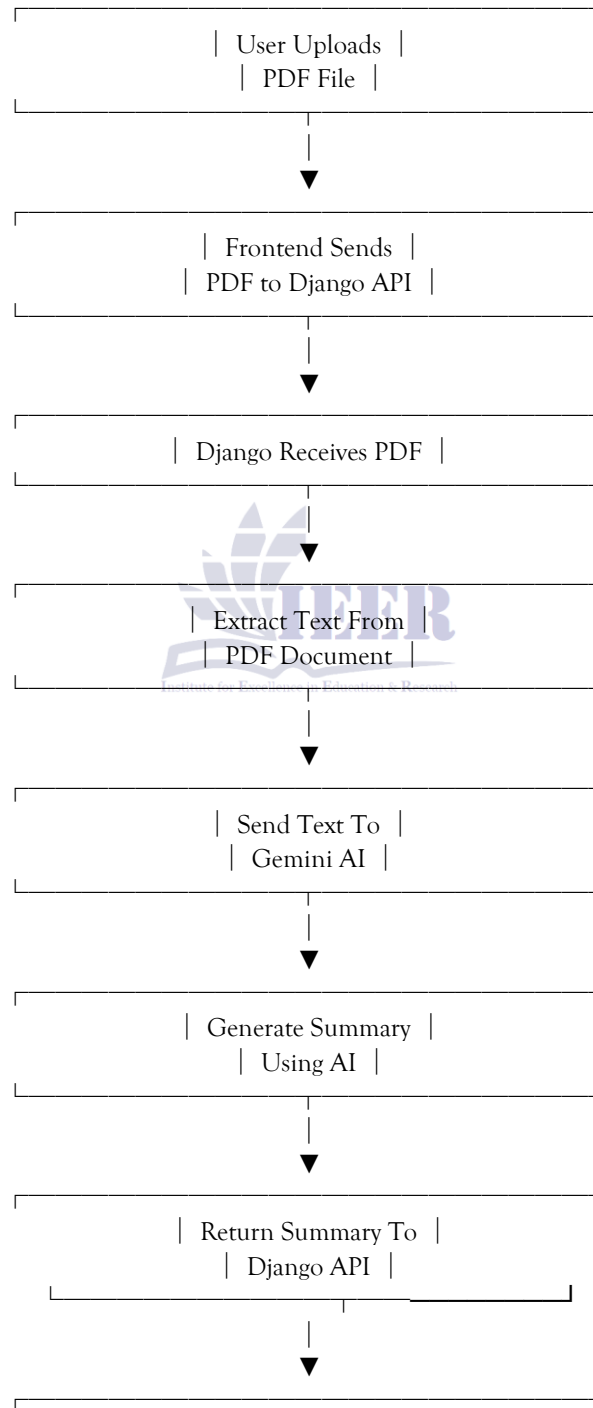 | User Uploads |
| PDF File |
| Frontend Sends |
| PDF to Django API |
| Django Receives PDF |
IEER
| Extract Text From |
| PDF Document |
Institute for Excellence in Education & Research
| Send Text To |
| Gemini AI |
| Generate Summary |
| Using AI |
| Return Summary To |
| Django API |